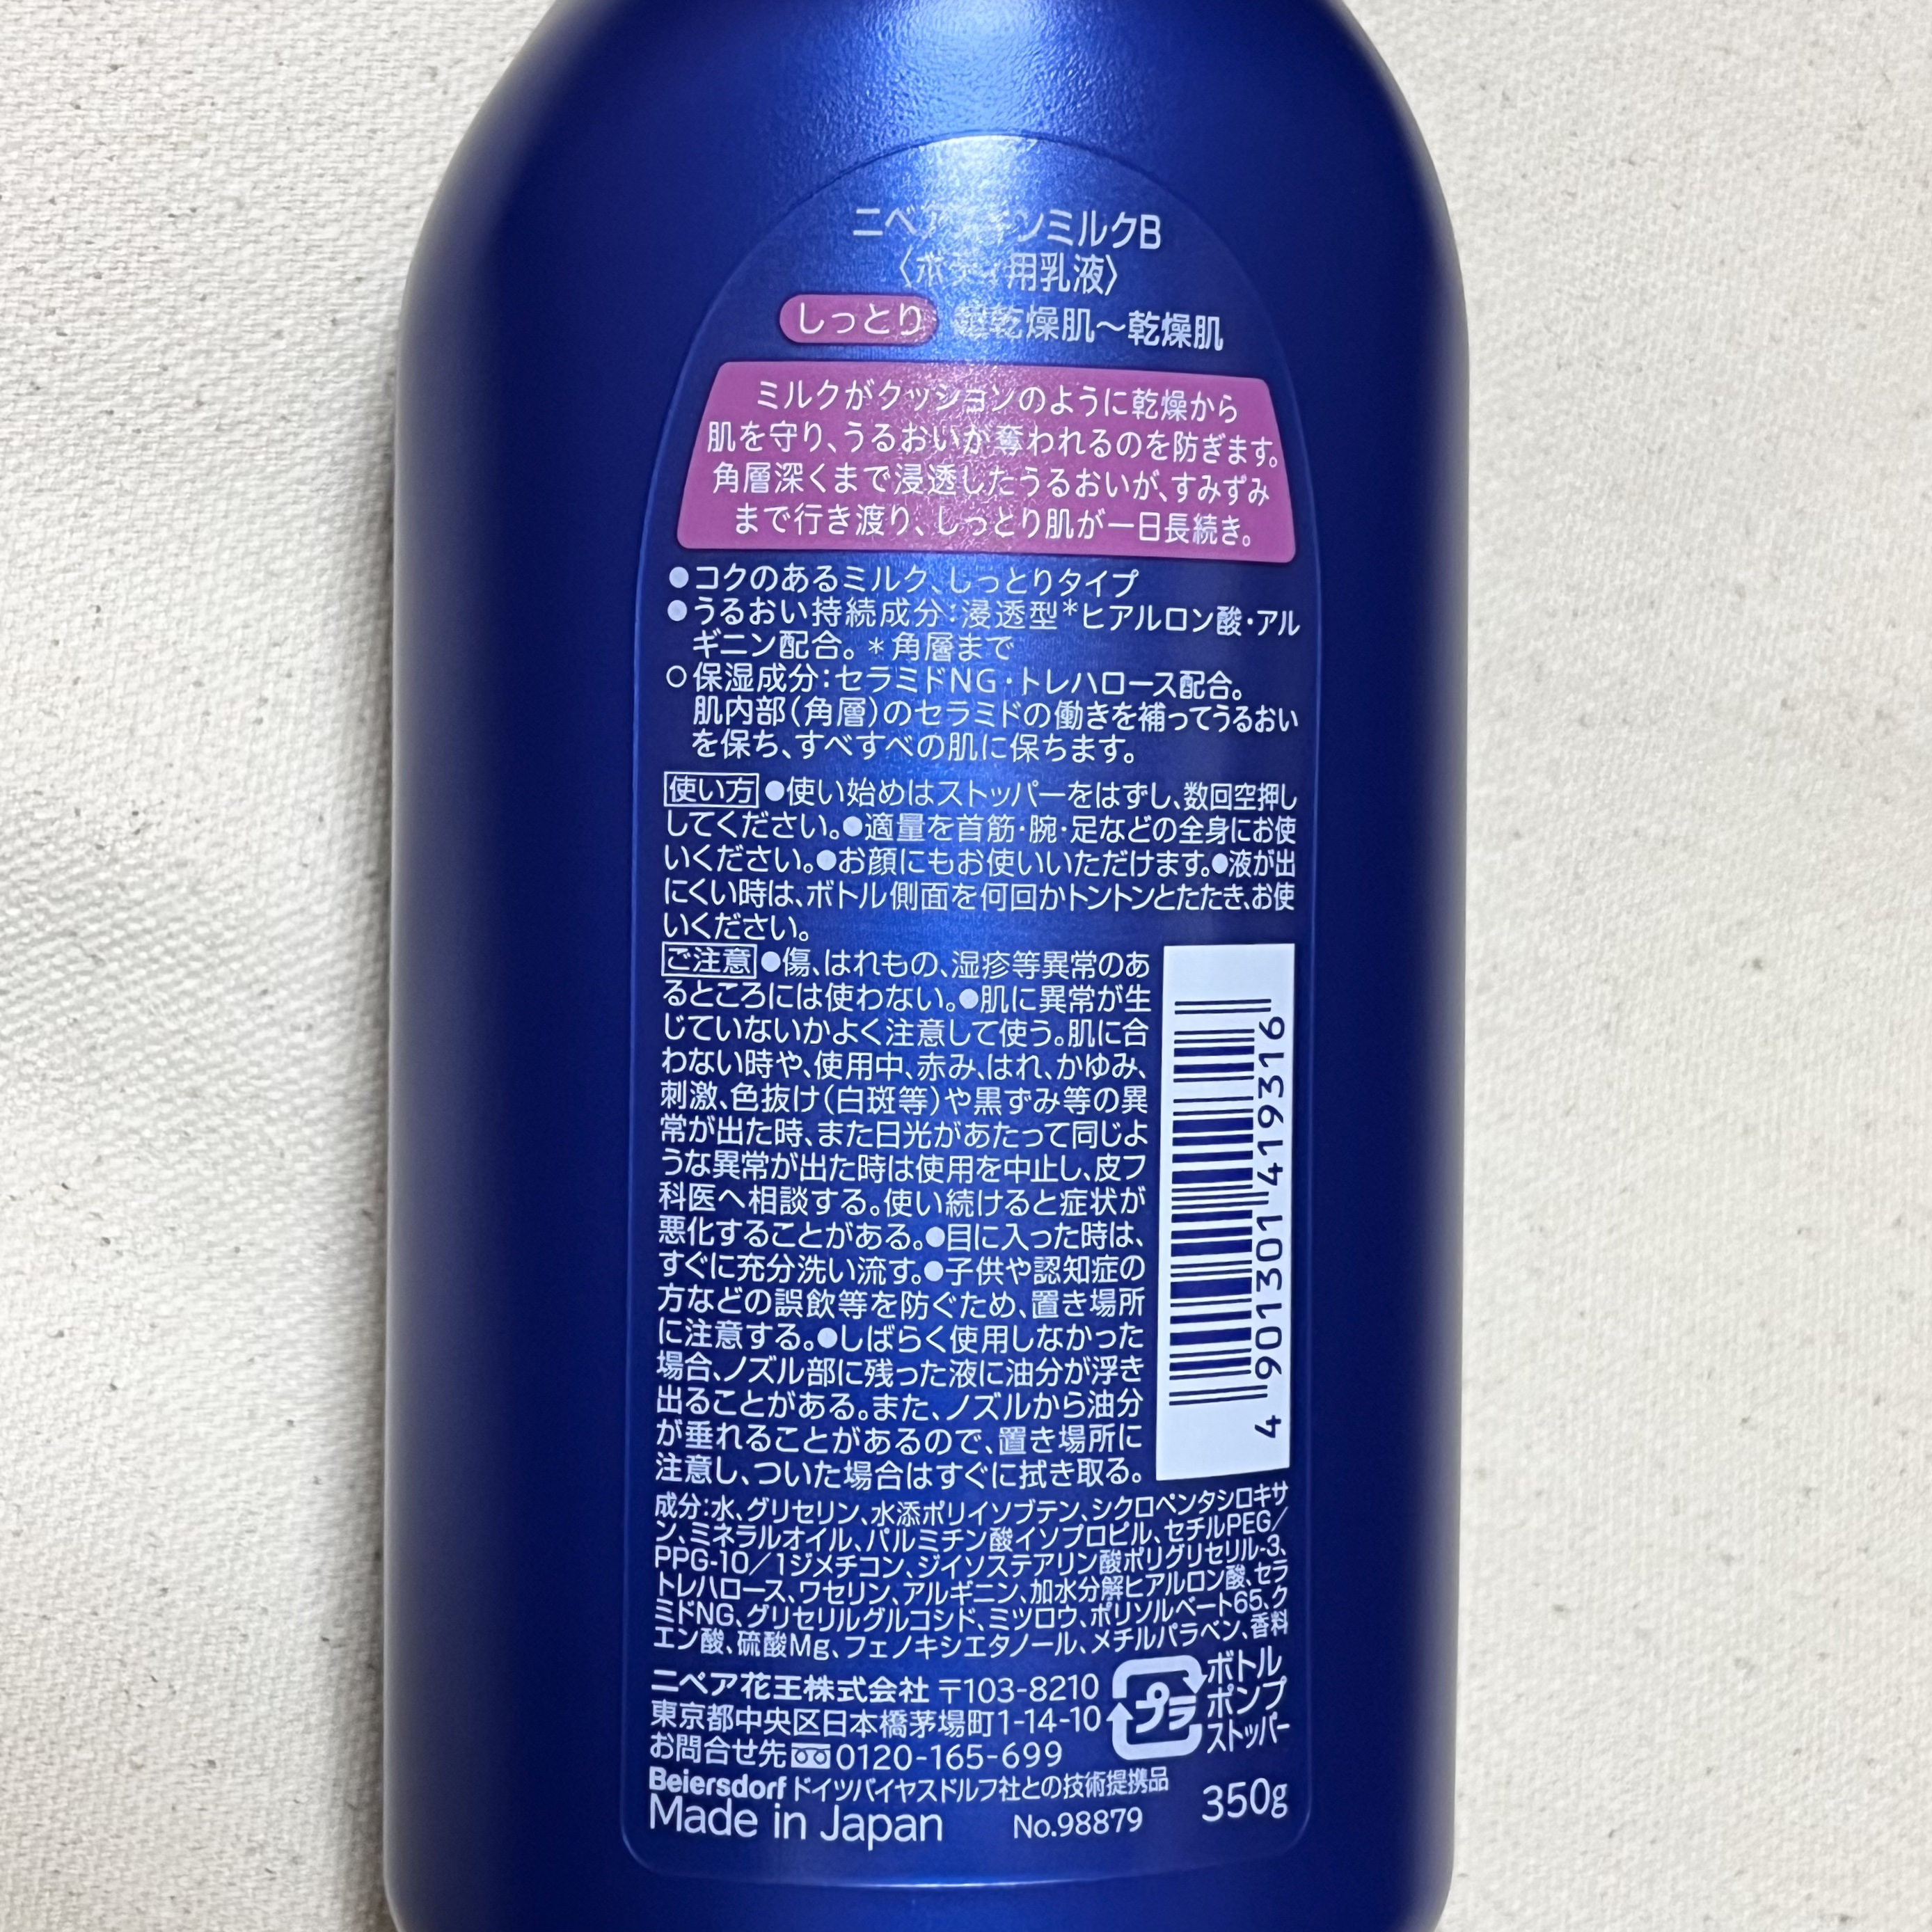 ニベアスキンミルクB
〈ボディ用乳液〉
しっとり 超乾燥肌〜乾燥肌
ミルクがクッションのように乾燥から
肌を守り、うるおいが奪われるのを防ぎます。
角層深くまで浸透したうるおいが、すみずみ
まで行き渡り、しっとり肌が一日長続き。
●コクのあるミルク、しっとりタイプ
●うるおい持続成分：浸透型＊ヒアルロン酸・アル
ギニン配合。＊角層まで
○保湿成分：セラミドNG・トレハロース配合。
肌内部（角層）のセラミドの働きを補ってうるおい
を保ち、すべすべの肌に保ちます。
使い方●使い始めはストッパーをはずし、数回空押し
してください。●適量を首筋・腕・足などの全身にお使
いください。●お顔にもお使いいただけます。●液が出
にくい時は、ボトル側面を何回かトントンとたたき、お使
いください。
ご注意●傷、はれもの、湿疹等異常のあ
るところには使わない。●肌に異常が生
じていないかよく注意して使う。肌に合
わない時や、使用中、赤み、はれ、かゆみ、
刺激、色抜け（白斑等）や黒ずみ等の異
常が出た時、また日光があたって同じよ
うな異常が出た時は使用を中止し、皮フ
科医へ相談する。使い続けると症状が
悪化することがある。●目に入った時は、
すぐに充分洗い流す。●子供や認知症の
方などの誤飲等を防ぐため、置き場所
に注意する。●しばらく使用しなかった
場合、ノズル部に残った液に油分が浮き
出ることがある。また、ノズルから油分
が垂れることがあるので、置き場所に
注意し、ついた場合はすぐに拭き取る。
4 901301 419316
成分：水、グリセリン、水添ポリイソブテン、シクロペンタシロキサ
ン、ミネラルオイル、パルミチン酸イソプロピル、セチルPEG／
PPG-10／1ジメチコン、ジイソステアリン酸ポリグリセリル-3、
トレハロース、ワセリン、アルギニン、加水分解ヒアルロン酸、セラ
ミドNG、グリセリルグルコシド、ミツロウ、ポリソルベート65、ク
エン酸、硫酸Mg、フェノキシエタノール、メチルパラベン、香料
ニベア花王株式会社 〒103-8210
東京都中央区日本橋茅場町1-14-10
お問合せ先 0120-165-699
プラ
ボトル
ポンプ
ストッパー
Beiersdorf ドイツバイヤスドルフ社との技術提携品
Made in Japan No.98879 350g